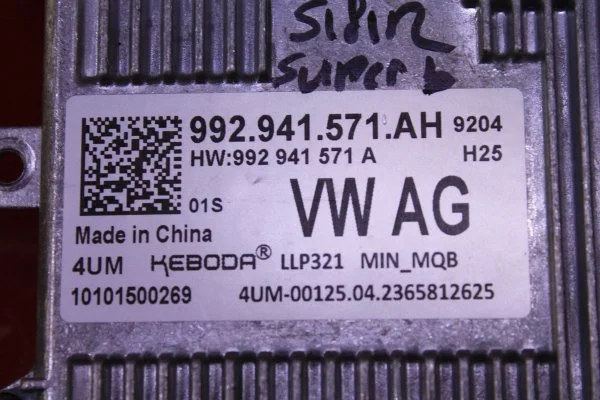 Sıfır
superb
992.941.571.AH 9204
HW:992 941 571 A H25
01S VW AG
Made in China
4UM KEBODA® LLP321 MIN_MQB
10101500269 4UM-00125.04.2365812625